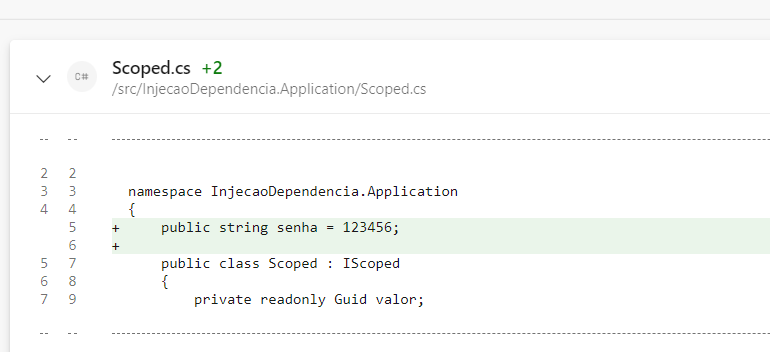 Scoped.cs +2
C# /src/InjecaoDependencia.Application/Scoped.cs
-- --
2 2
3 3 namespace InjecaoDependencia.Application
4 4 {
5 + public string senha = 123456;
6 +
5 7 public class Scoped : IScoped
6 8 {
7 9 private readonly Guid valor;
-- --